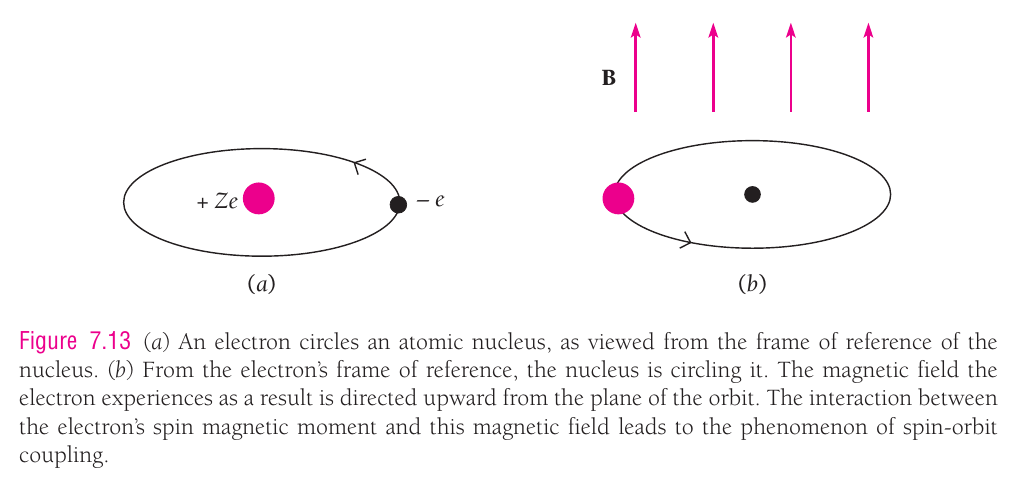 B
+ Ze
– e
(a)
(b)
Figure 7.13 (a) An electron circles an atomic nucleus, as viewed from the frame of reference of the
nucleus. (b) From the electron’s frame of reference, the nucleus is circling it. The magnetic field the
electron experiences as a result is directed upward from the plane of the orbit. The interaction between
the electron’s spin magnetic moment and this magnetic field leads to the phenomenon of spin-orbit
coupling.